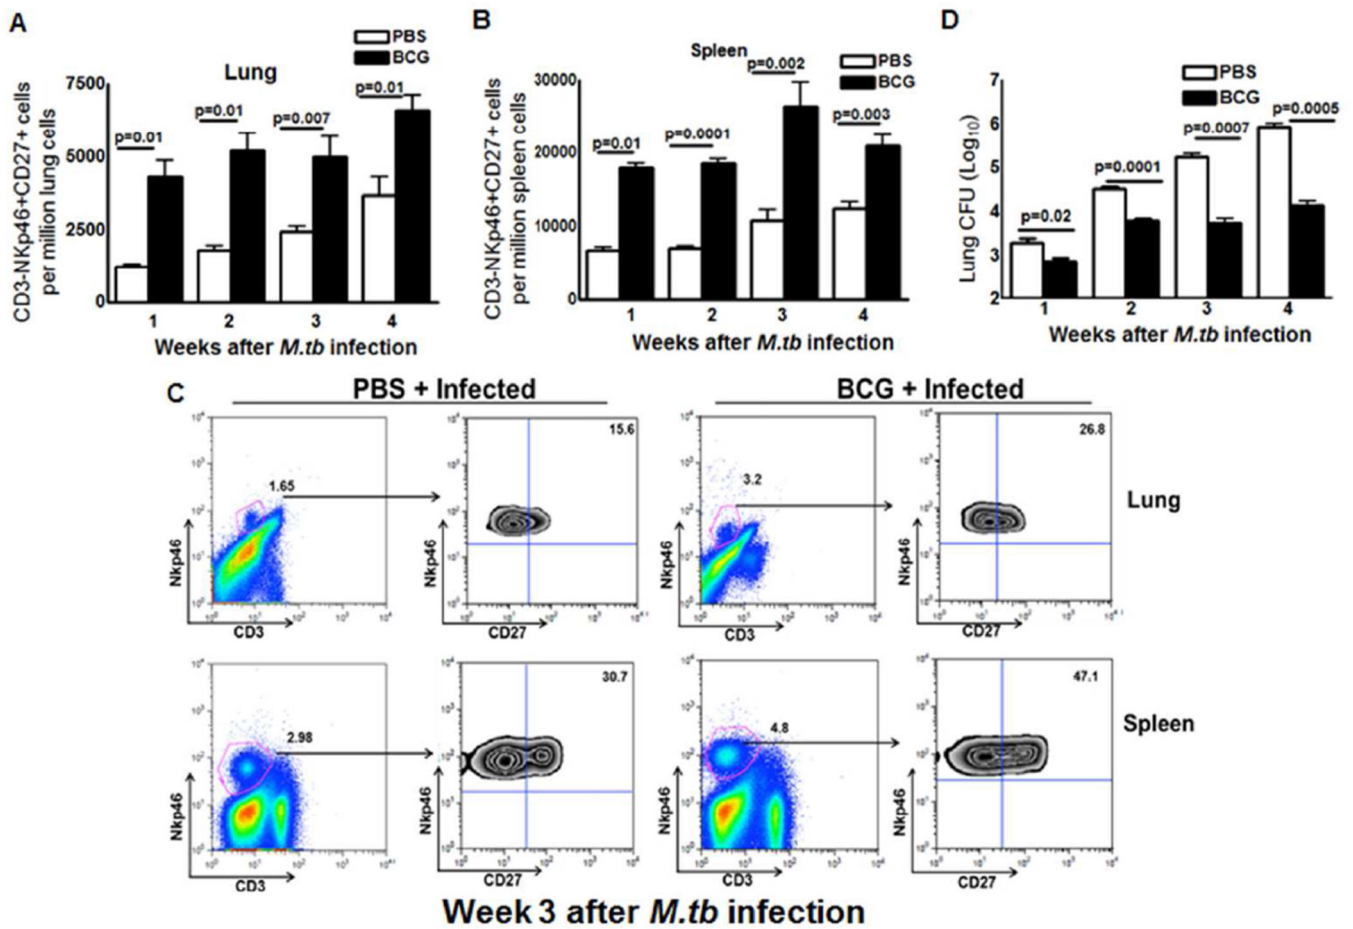 A
PBS
BCG
Lung
7500
5000
2500
0
p=0.01
p=0.01
p=0.007
p=0.01
CD3-NKp46+CD27+ cells
per million lung cells
1 2 3 4
Weeks after M.tb infection
B
Spleen
PBS
BCG
30000
20000
10000
0
p=0.01
p=0.0001
p=0.002
p=0.003
CD3-NKp46+CD27+ cells
per million spleen cells
1 2 3 4
Weeks after M.tb infection
D
PBS
BCG
7
6
5
4
3
2
p=0.02
p=0.0001
p=0.0007
p=0.0005
Lung CFU (Log10)
1 2 3 4
Weeks after M.tb infection
C
PBS + Infected
BCG + Infected
1.65
Nkp46
CD3
15.6
Nkp46
CD27
3.2
Nkp46
CD3
26.8
Nkp46
CD27
Lung
2.98
Nkp46
CD3
30.7
Nkp46
CD27
4.8
Nkp46
CD3
47.1
Nkp46
CD27
Spleen
Week 3 after M.tb infection